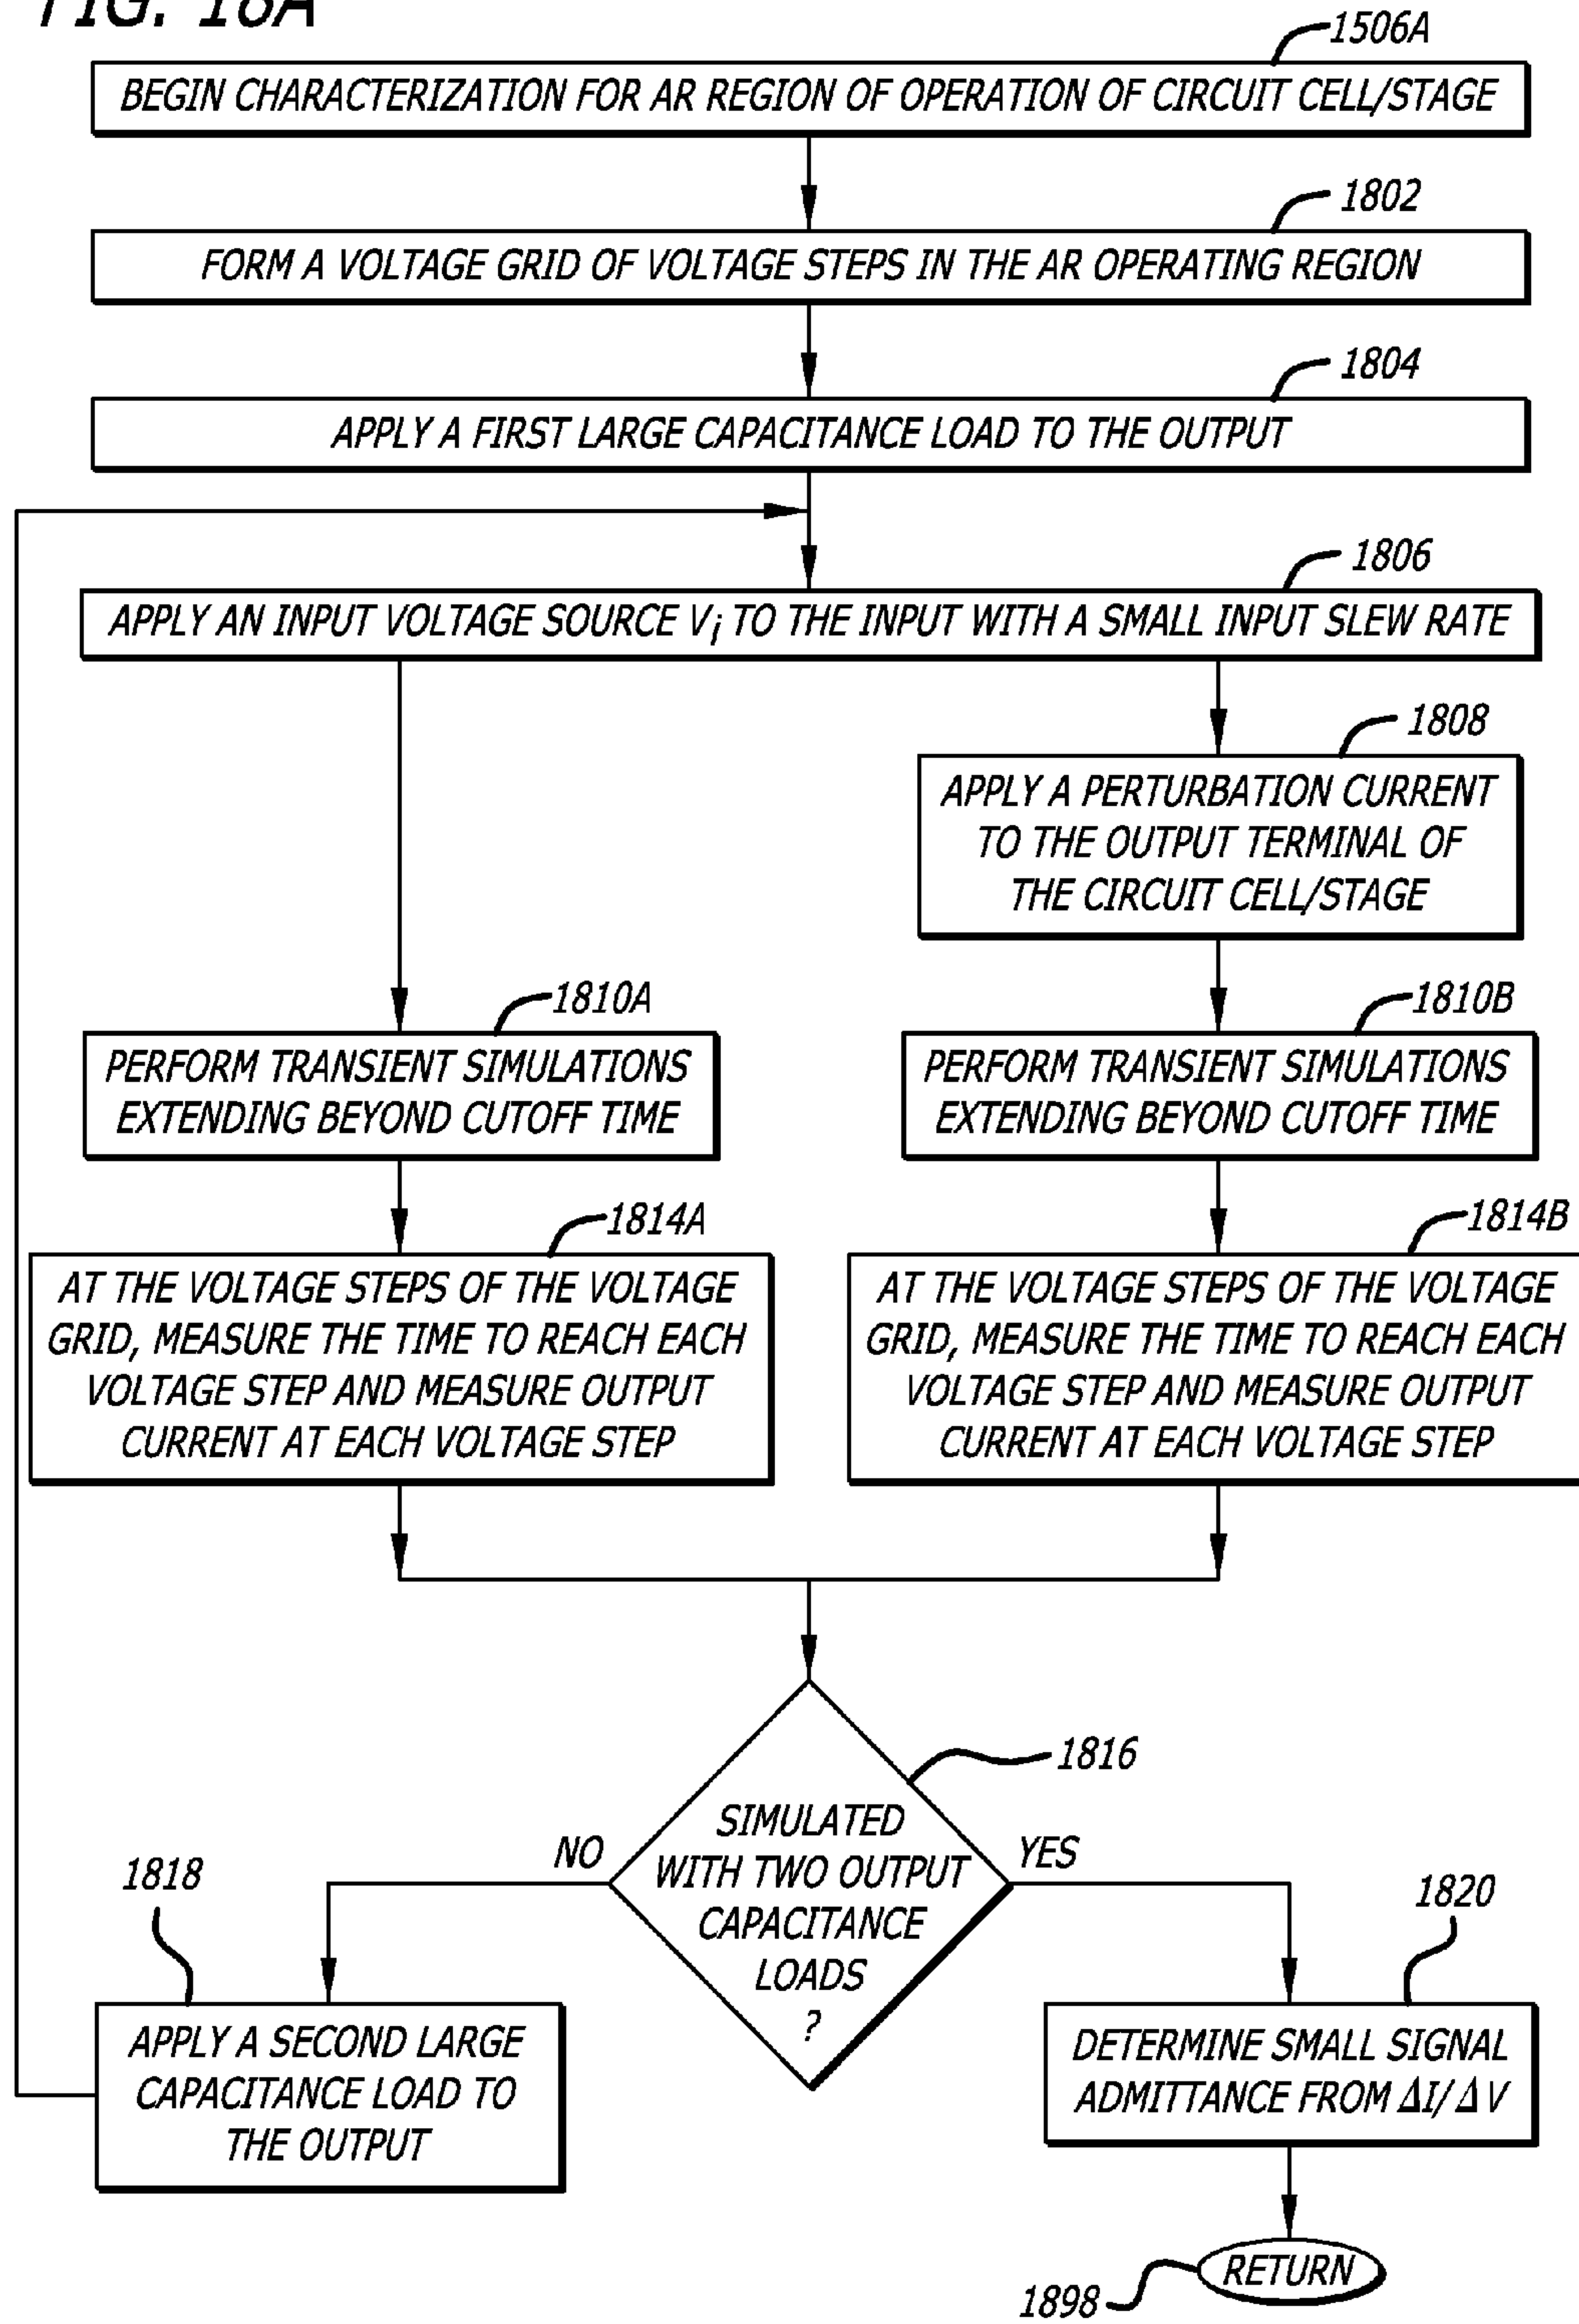 FIG. 18A
1506A
BEGIN CHARACTERIZATION FOR AR REGION OF OPERATION OF CIRCUIT CELL/STAGE
1802
FORM A VOLTAGE GRID OF VOLTAGE STEPS IN THE AR OPERATING REGION
1804
APPLY A FIRST LARGE CAPACITANCE LOAD TO THE OUTPUT
1806
APPLY AN INPUT VOLTAGE SOURCE Vi TO THE INPUT WITH A SMALL INPUT SLEW RATE
1808
APPLY A PERTURBATION CURRENT
TO THE OUTPUT TERMINAL OF
THE CIRCUIT CELL/STAGE
1810A
PERFORM TRANSIENT SIMULATIONS
EXTENDING BEYOND CUTOFF TIME
1810B
PERFORM TRANSIENT SIMULATIONS
EXTENDING BEYOND CUTOFF TIME
1814A
AT THE VOLTAGE STEPS OF THE VOLTAGE
GRID, MEASURE THE TIME TO REACH EACH
VOLTAGE STEP AND MEASURE OUTPUT
CURRENT AT EACH VOLTAGE STEP
1814B
AT THE VOLTAGE STEPS OF THE VOLTAGE
GRID, MEASURE THE TIME TO REACH EACH
VOLTAGE STEP AND MEASURE OUTPUT
CURRENT AT EACH VOLTAGE STEP
1816
SIMULATED
WITH TWO OUTPUT
CAPACITANCE
LOADS
?
NO
YES
1818
APPLY A SECOND LARGE
CAPACITANCE LOAD TO
THE OUTPUT
1820
DETERMINE SMALL SIGNAL
ADMITTANCE FROM ΔI/ΔV
RETURN
1898